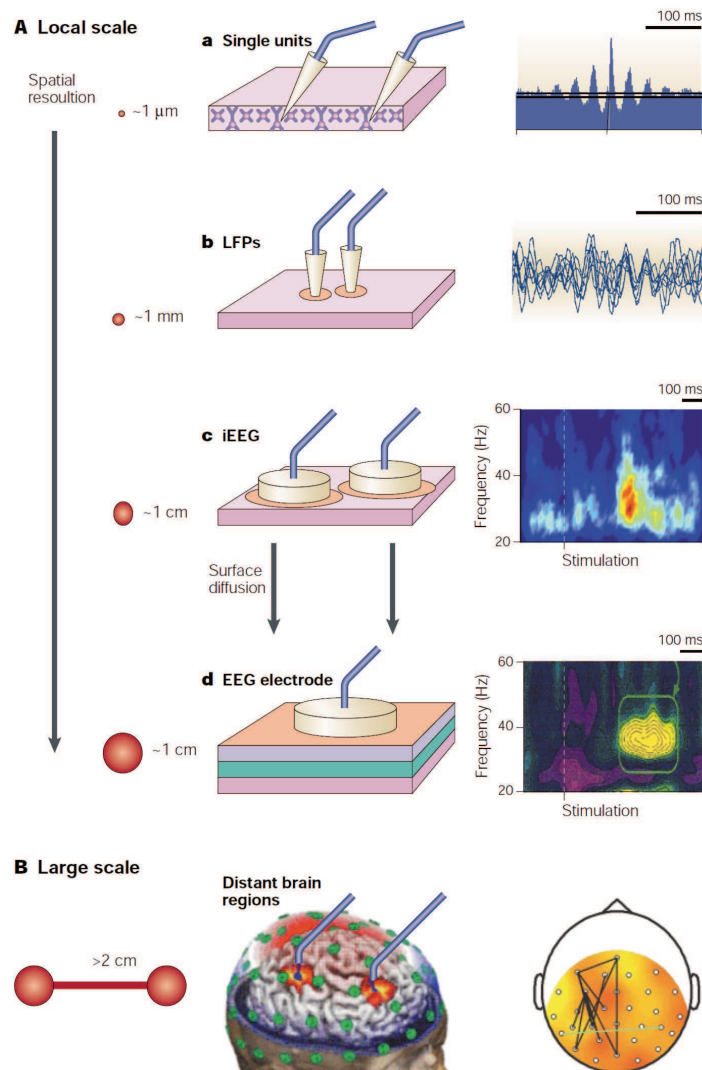 A Local scale
Spatial
resoultion
a Single units
100 ms
~1 μm
b LFPs
100 ms
~1 mm
c iEEG
100 ms
60
40
20
Frequency (Hz)
Stimulation
~1 cm
Surface
diffusion
d EEG electrode
100 ms
60
40
20
Frequency (Hz)
Stimulation
~1 cm
B Large scale
Distant brain
regions
>2 cm